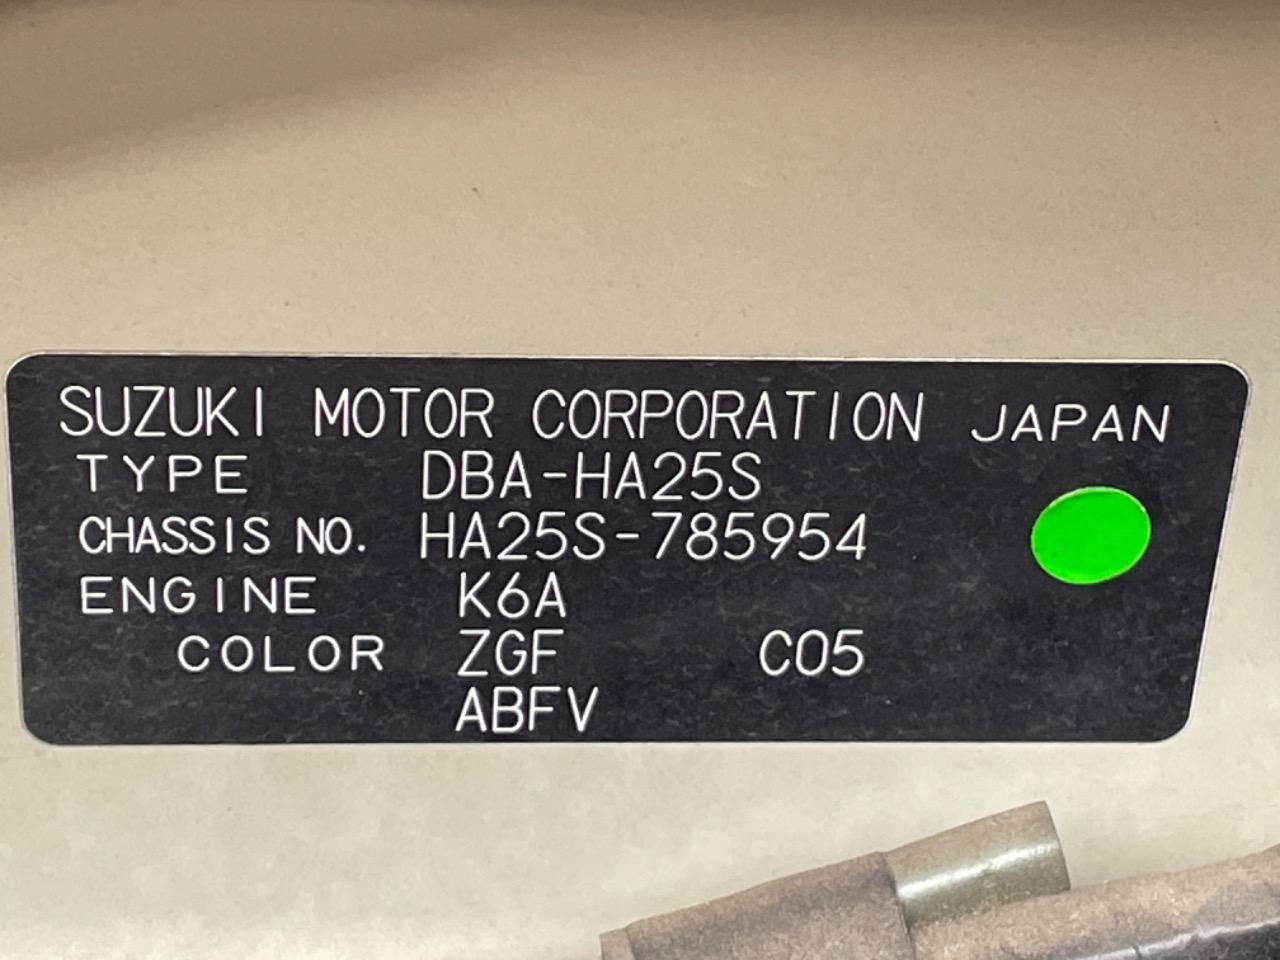 SUZUKI MOTOR CORPORATION JAPAN
TYPE DBA-HA25S
CHASSIS NO. HA25S-785954
ENGINE K6A
COLOR ZGF C05
ABFV